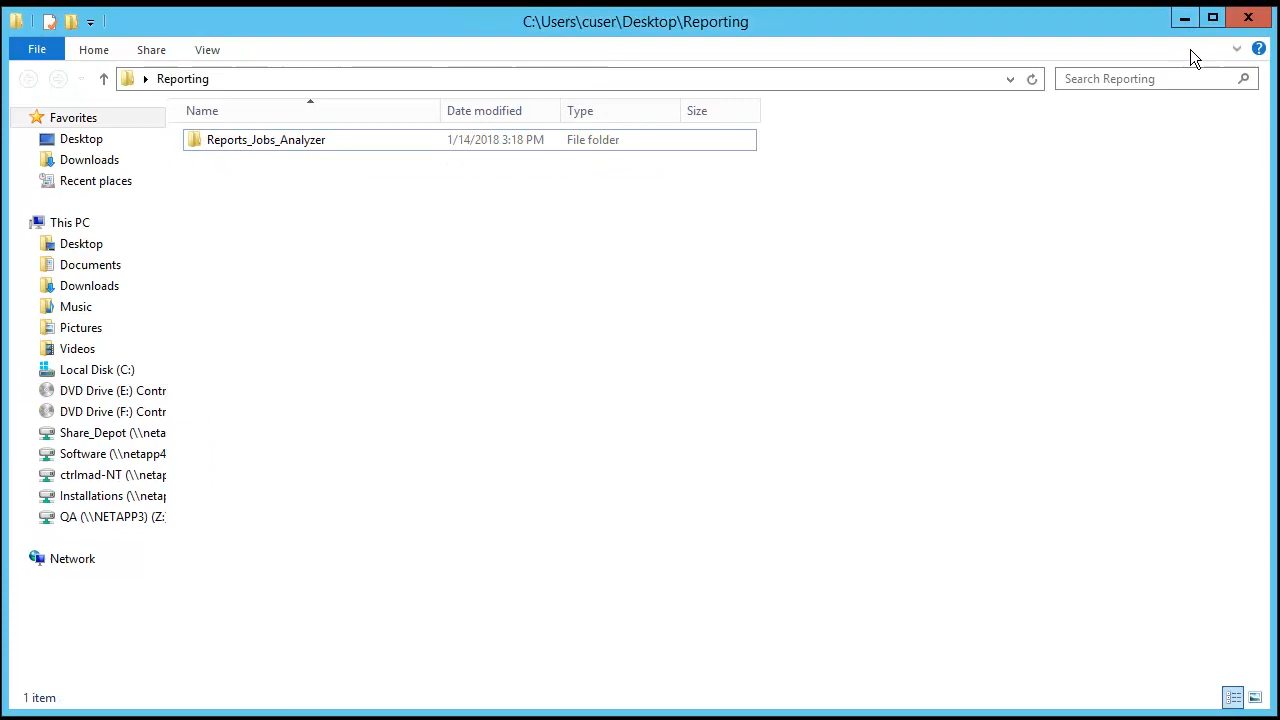 C:\Users\cuser\Desktop\Reporting
File Home Share View
Reporting
Search Reporting
Name Date modified Type Size
Reports_Jobs_Analyzer 1/14/2018 3:18 PM File folder
Favorites
Desktop
Downloads
Recent places
This PC
Desktop
Documents
Downloads
Music
Pictures
Videos
Local Disk (C:)
DVD Drive (E:) Contr
DVD Drive (F:) Contr
Share_Depot (\\neta
Software (\\netapp4
ctrlmad-NT (\\netap
Installations (\\netap
QA (\\NETAPP3) (Z:
Network
1 item